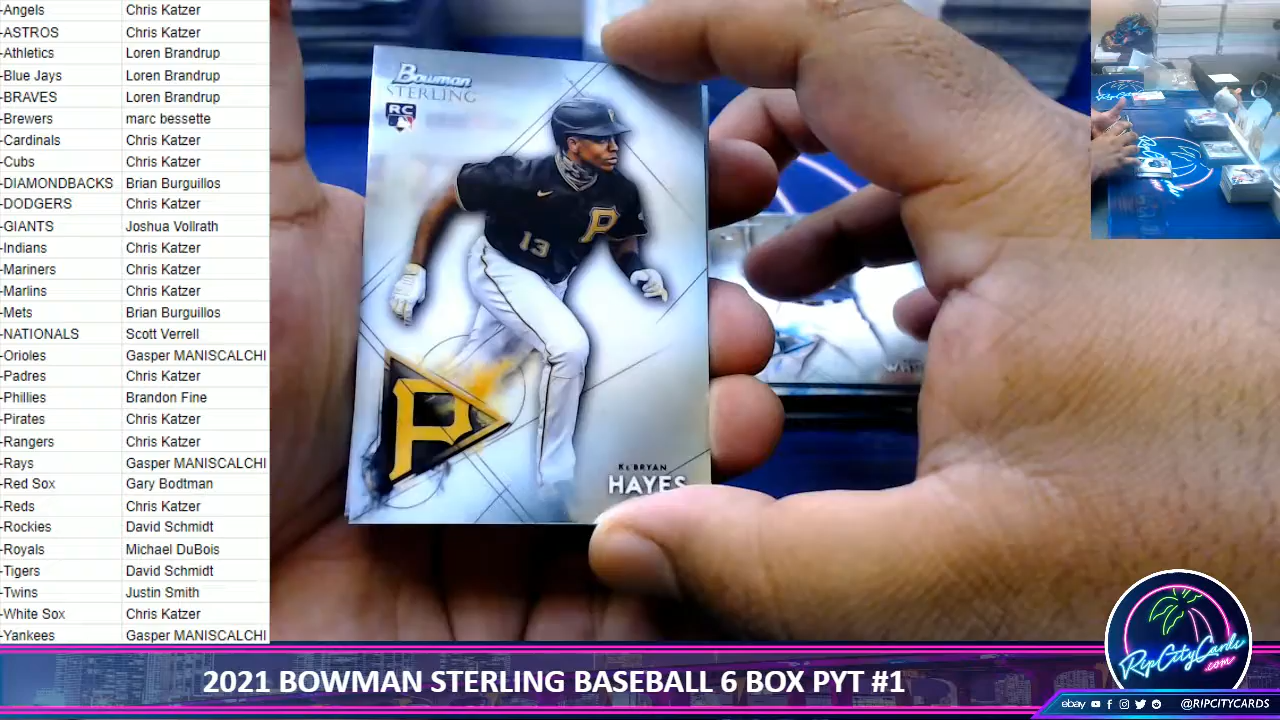 -Angels Chris Katzer
-ASTROS Chris Katzer
-Athletics Loren Brandrup
-Blue Jays Loren Brandrup
-BRAVES Loren Brandrup
-Brewers marc bessette
-Cardinals Chris Katzer
-Cubs Chris Katzer
-DIAMONDBACKS Brian Burguillos
-DODGERS Chris Katzer
-GIANTS Joshua Vollrath
-Indians Chris Katzer
-Mariners Chris Katzer
-Marlins Chris Katzer
-Mets Brian Burguillos
-NATIONALS Scott Verrell
-Orioles Gasper MANISCALCHI
-Padres Chris Katzer
-Phillies Brandon Fine
-Pirates Chris Katzer
-Rangers Chris Katzer
-Rays Gasper MANISCALCHI
-Red Sox Gary Bodtman
-Reds Chris Katzer
-Rockies David Schmidt
-Royals Michael DuBois
-Tigers David Schmidt
-Twins Justin Smith
-White Sox Chris Katzer
-Yankees Gasper MANISCALCHI
Bowman
STERLING
RC
P
13
P
KE'BRYAN
HAYES
2021 BOWMAN STERLING BASEBALL 6 BOX PYT #1
RipCityCards
.com
ebay @RIPCITYCARDS